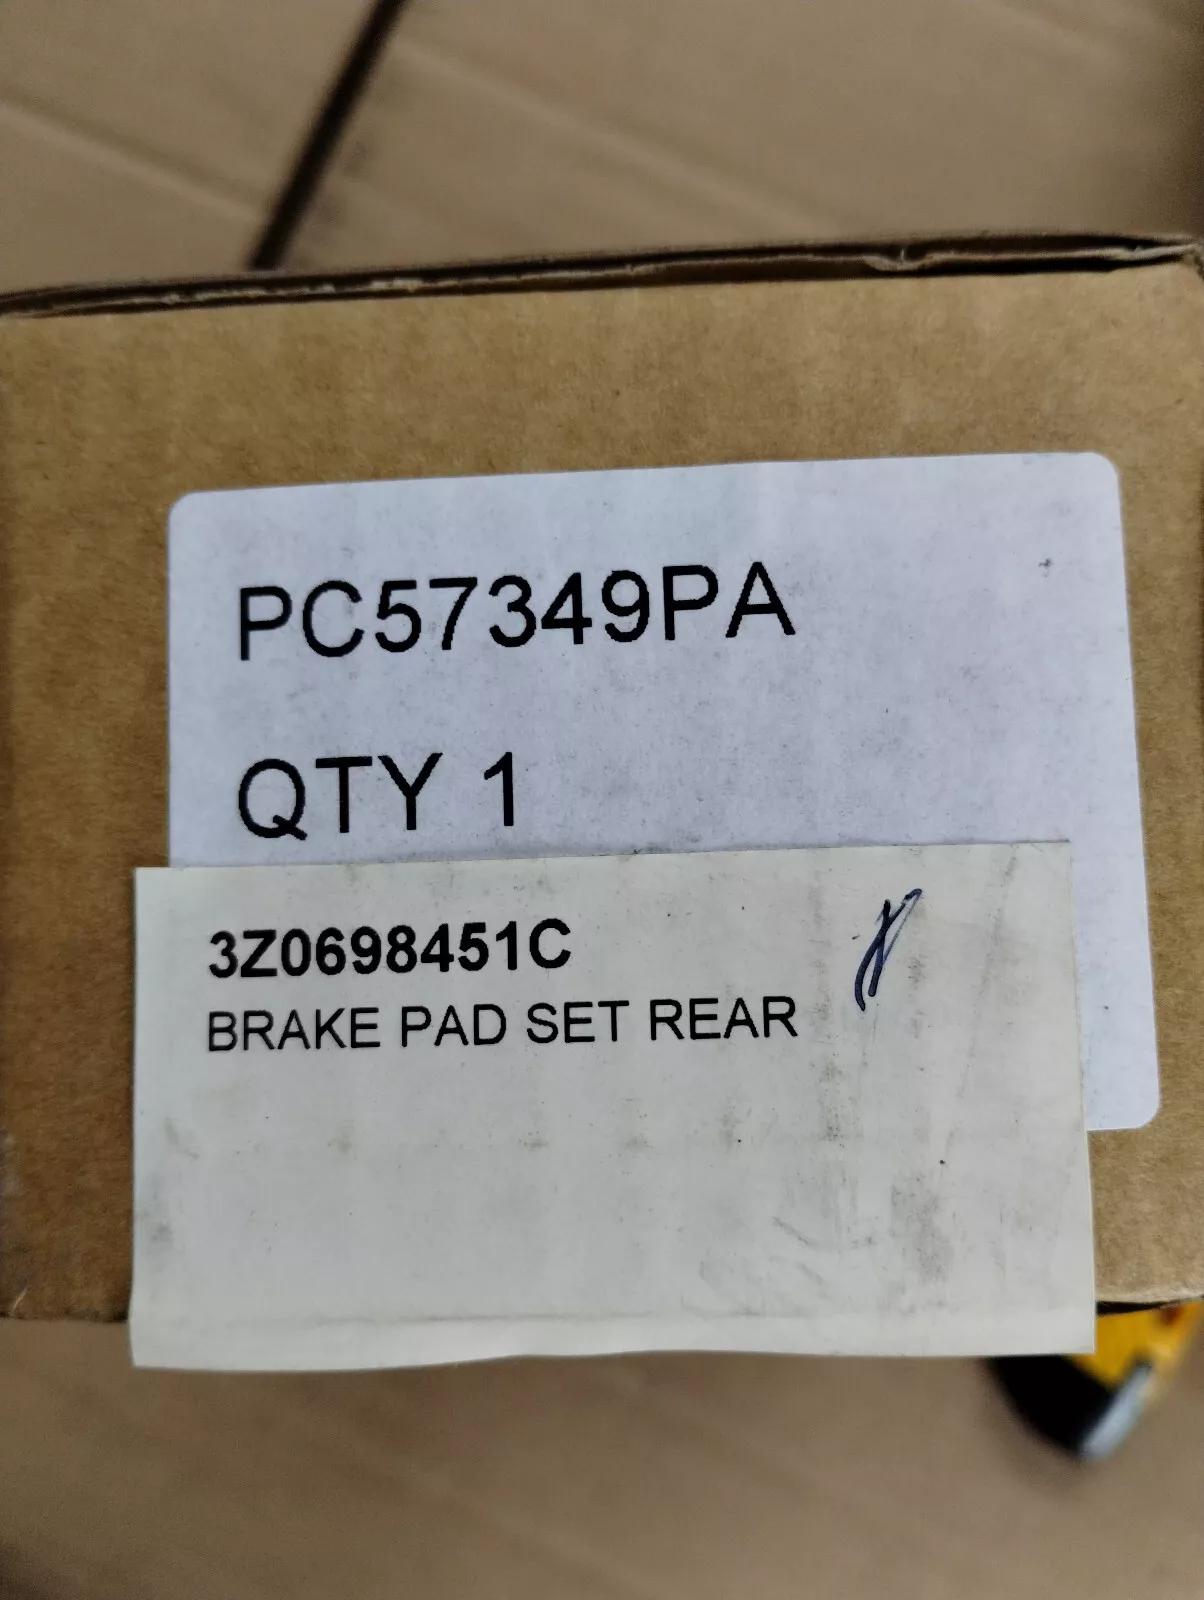 PC57349PA
QTY 1
3Z0698451C
BRAKE PAD SET REAR